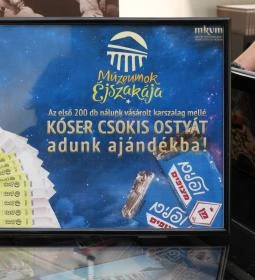 mkvm
Múzeumok
Éjszakája
Az első 200 db nálunk vásárolt karszalag mellé
KÓSER CSOKIS OSTYÁT
adunk ajándékba!